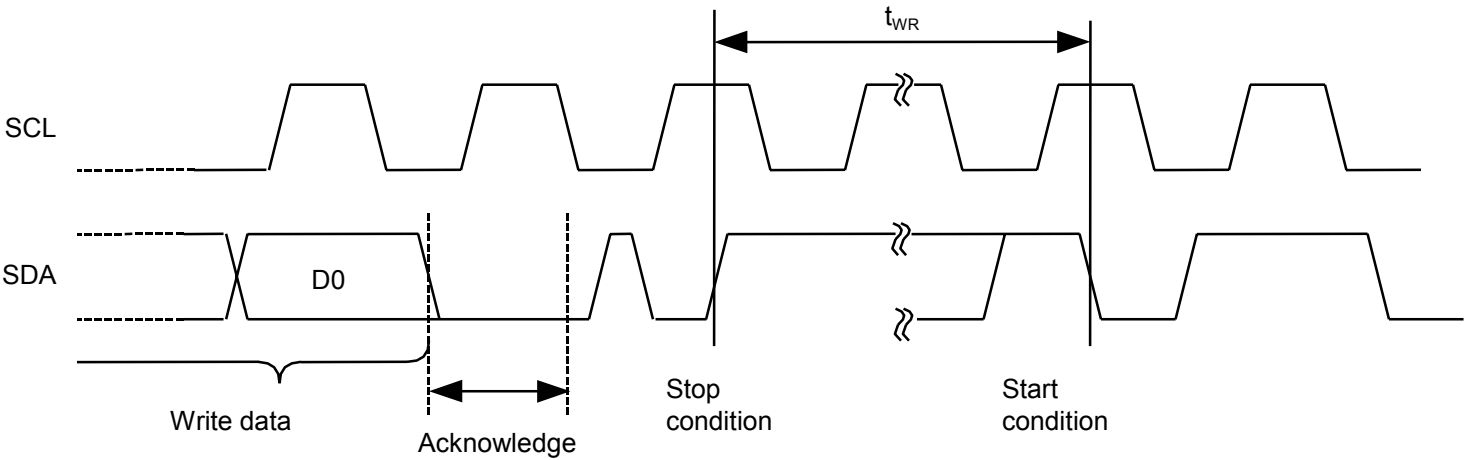 tWR
SCL
SDA
D0
Write data
Acknowledge
Stop
condition
Start
condition